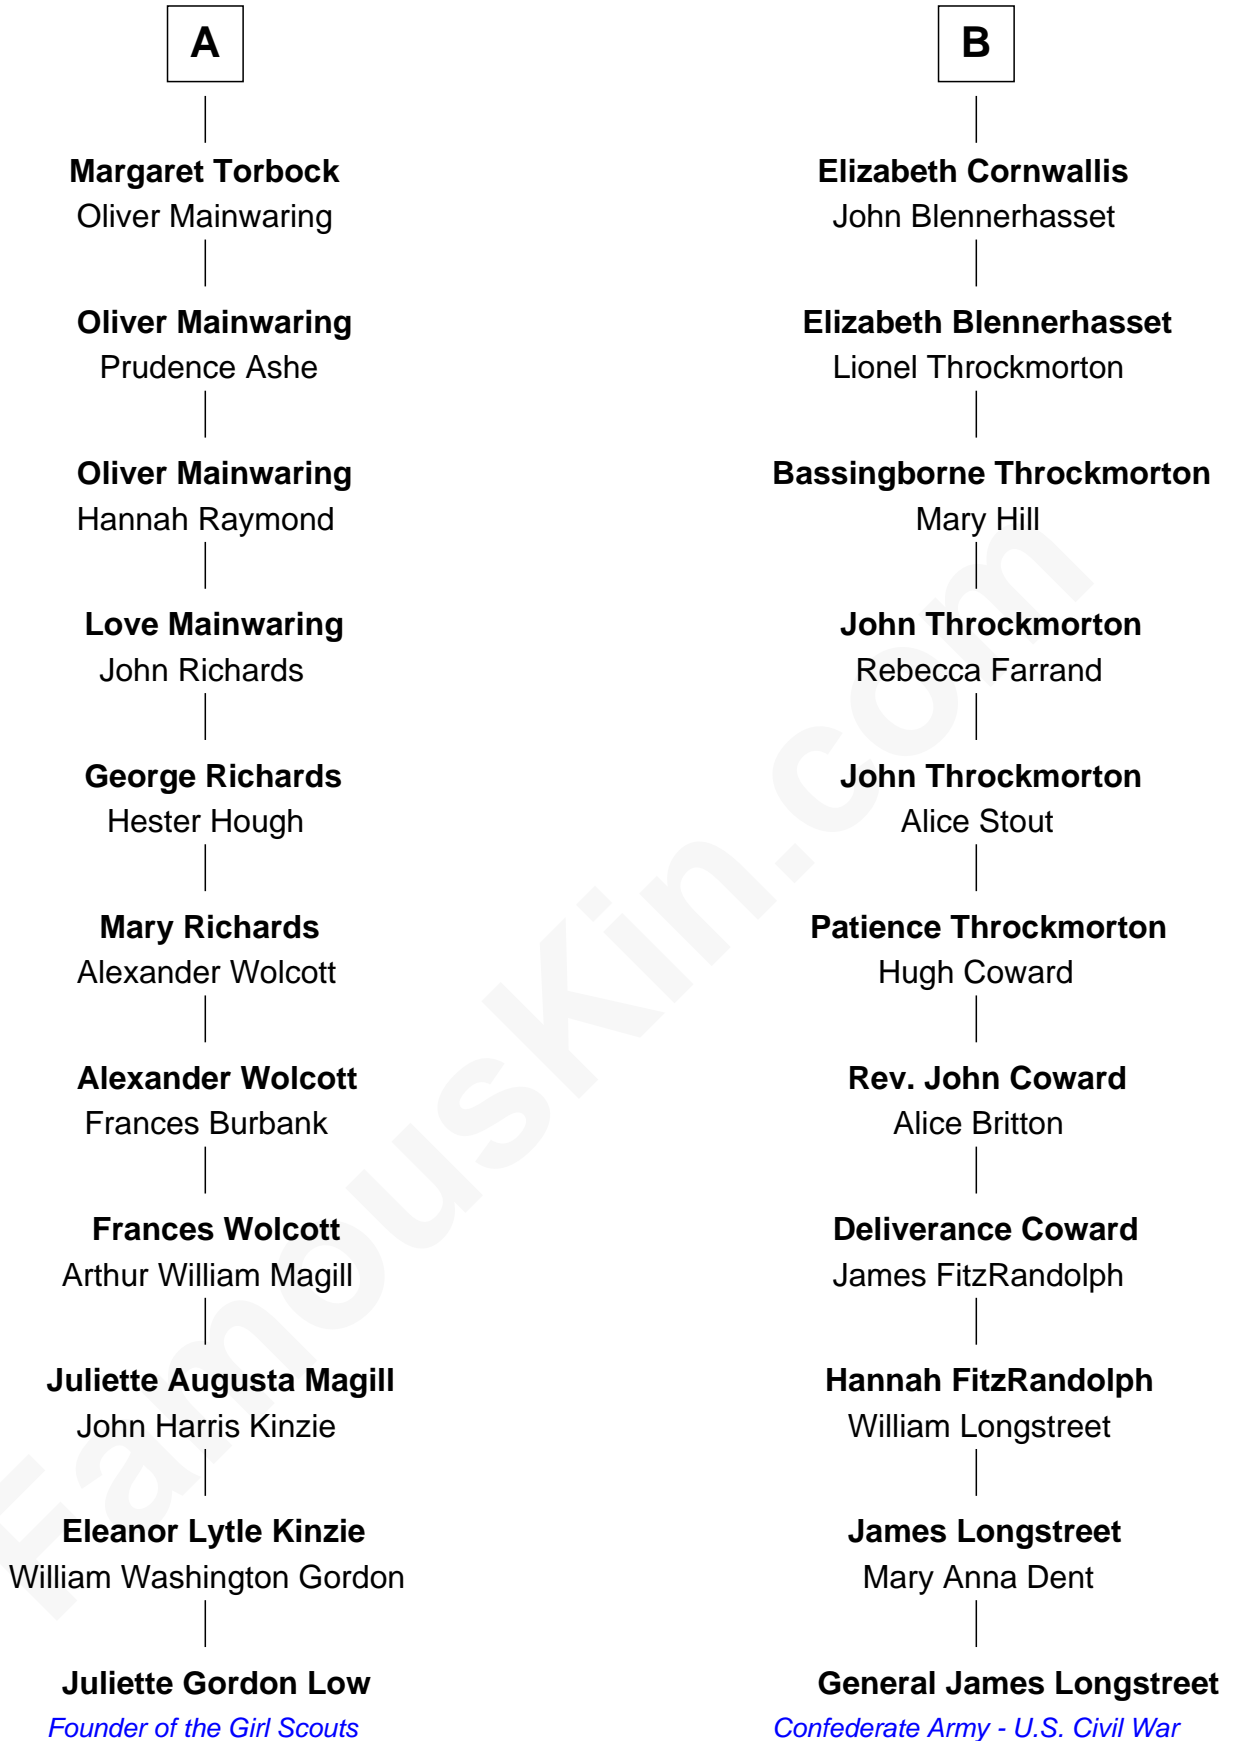 A
Margaret Torbock
Oliver Mainwaring
Oliver Mainwaring
Prudence Ashe
Oliver Mainwaring
Hannah Raymond
Love Mainwaring
John Richards
George Richards
Hester Hough
Mary Richards
Alexander Wolcott
Alexander Wolcott
Frances Burbank
Frances Wolcott
Arthur William Magill
Juliette Augusta Magill
John Harris Kinzie
Eleanor Lytle Kinzie
William Washington Gordon
Juliette Gordon Low
Founder of the Girl Scouts
B
Elizabeth Cornwallis
John Blennerhasset
Elizabeth Blennerhasset
Lionel Throckmorton
Bassingborne Throckmorton
Mary Hill
John Throckmorton
Rebecca Farrand
John Throckmorton
Alice Stout
Patience Throckmorton
Hugh Coward
Rev. John Coward
Alice Britton
Deliverance Coward
James FitzRandolph
Hannah FitzRandolph
William Longstreet
James Longstreet
Mary Anna Dent
General James Longstreet
Confederate Army - U.S. Civil War
FamousKin.com